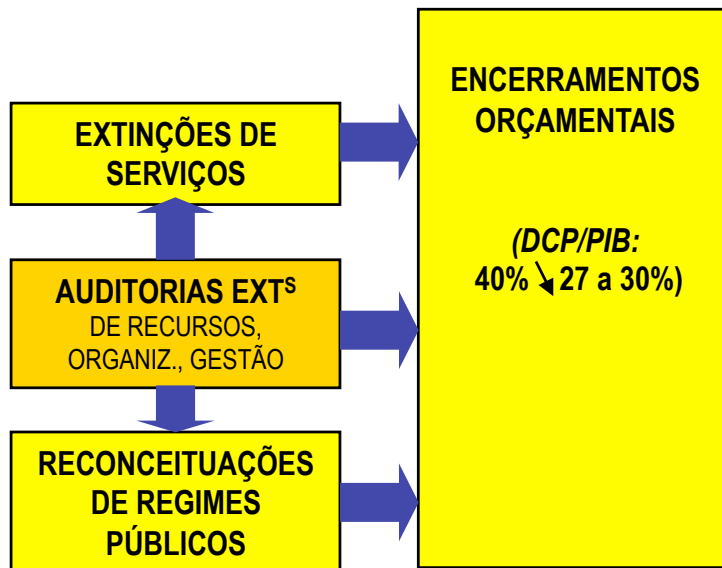 EXTINÇÕES DE
SERVIÇOS
AUDITORIAS EXTS
DE RECURSOS,
ORGANIZ., GESTÃO
RECONCEITUAÇÕES
DE REGIMES
PÚBLICOS
ENCERRAMENTOS
ORÇAMENTAIS
(DCP/PIB:
40% ↘ 27 a 30%)